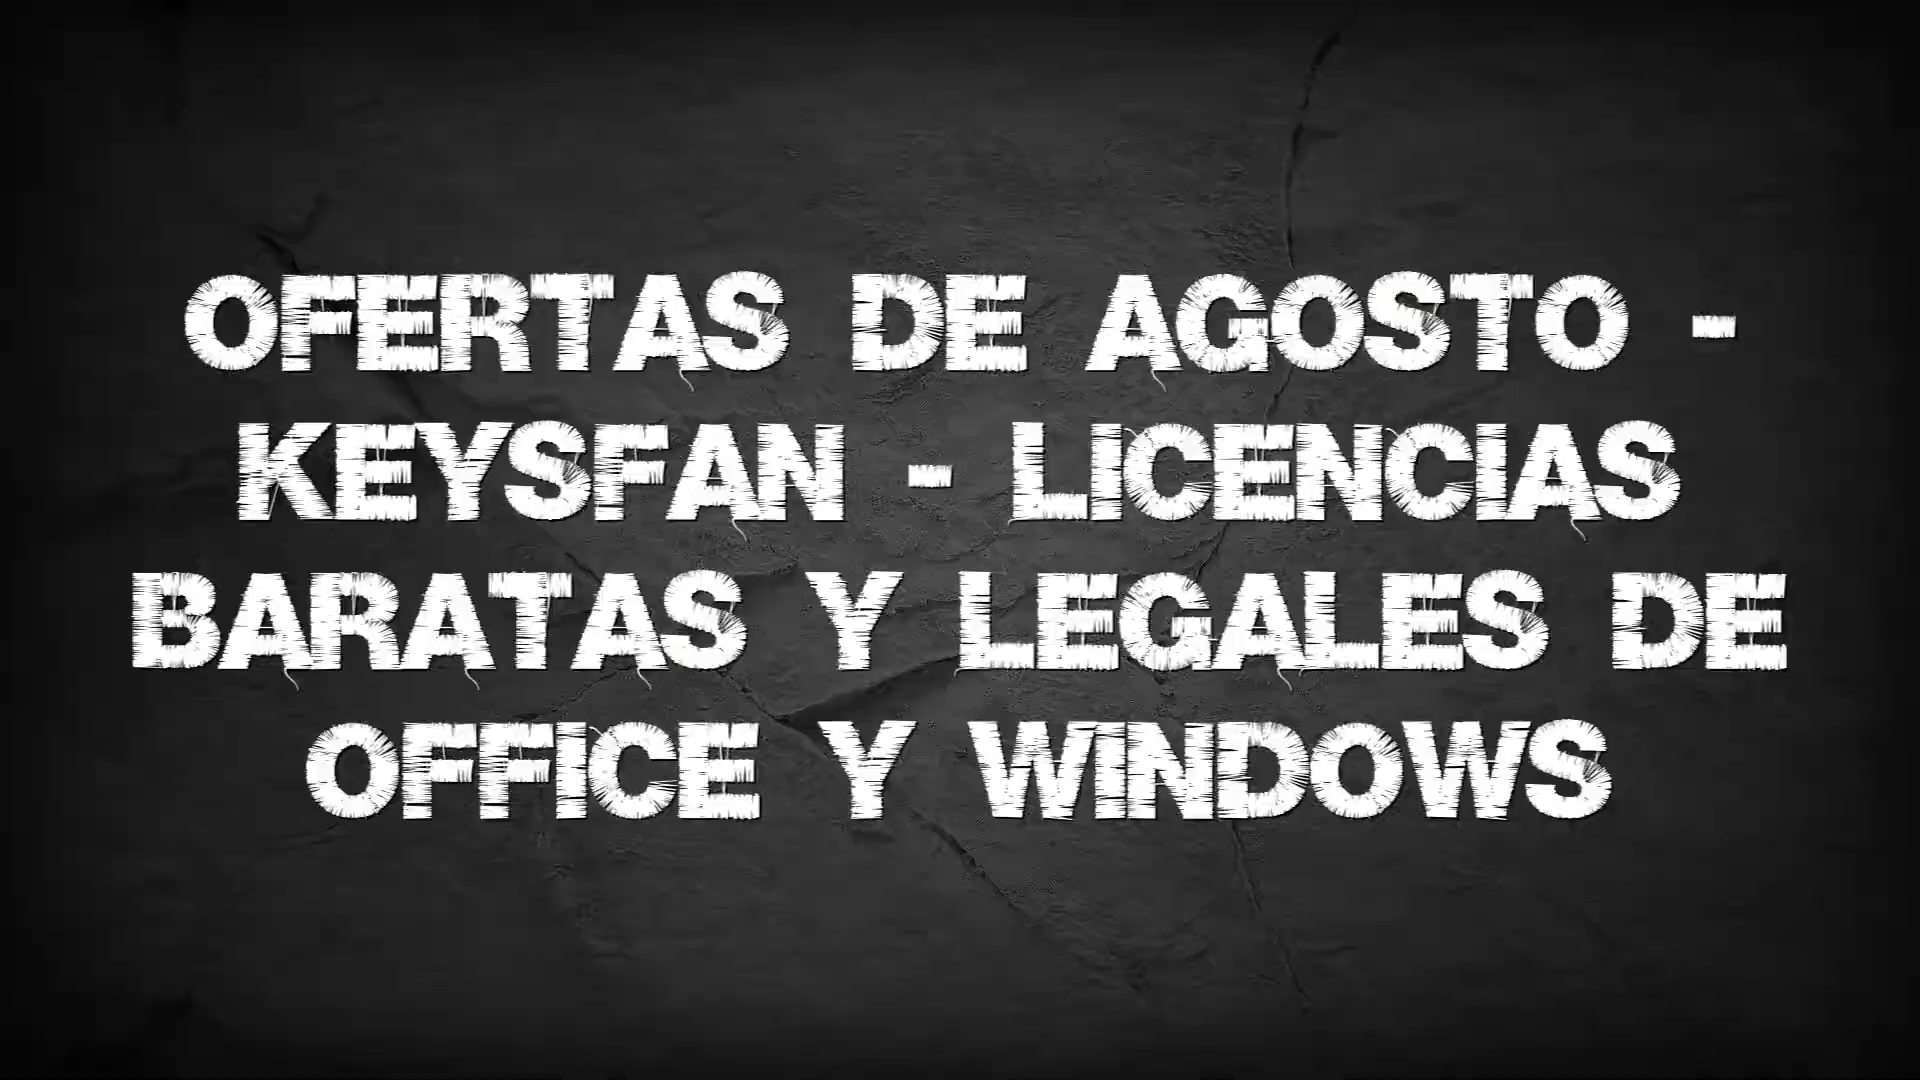 OFERTAS DE AGOSTO -
KEYSFAN - LICENCIAS
BARATAS Y LEGALES DE
OFFICE Y WINDOWS